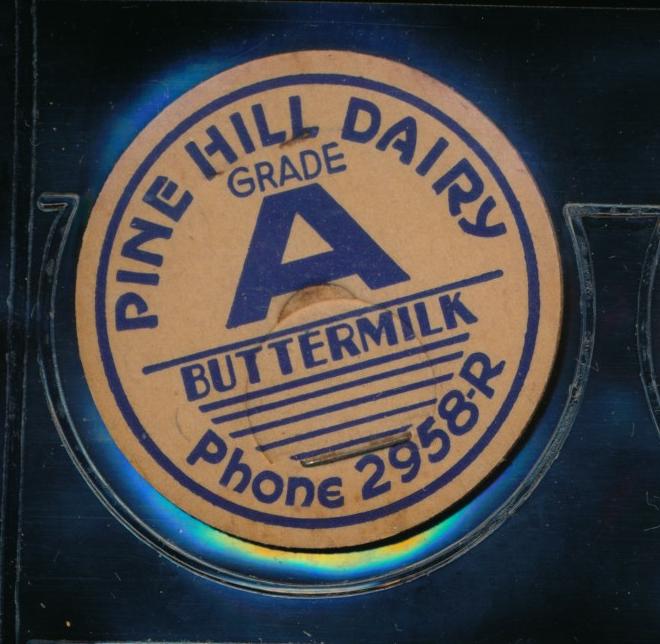 PINE HILL DAIRY
GRADE
A
BUTTERMILK
Phone 2958-R